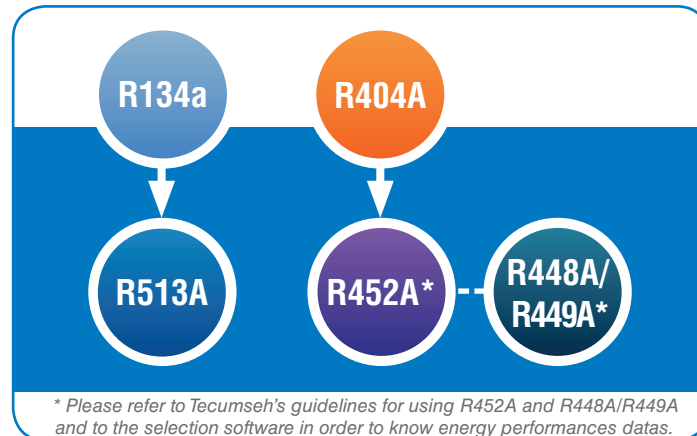 R134a
R404A
R513A
R452A*
R448A/
R449A*
* Please refer to Tecumseh's guidelines for using R452A and R448A/R449A
and to the selection software in order to know energy performances datas.